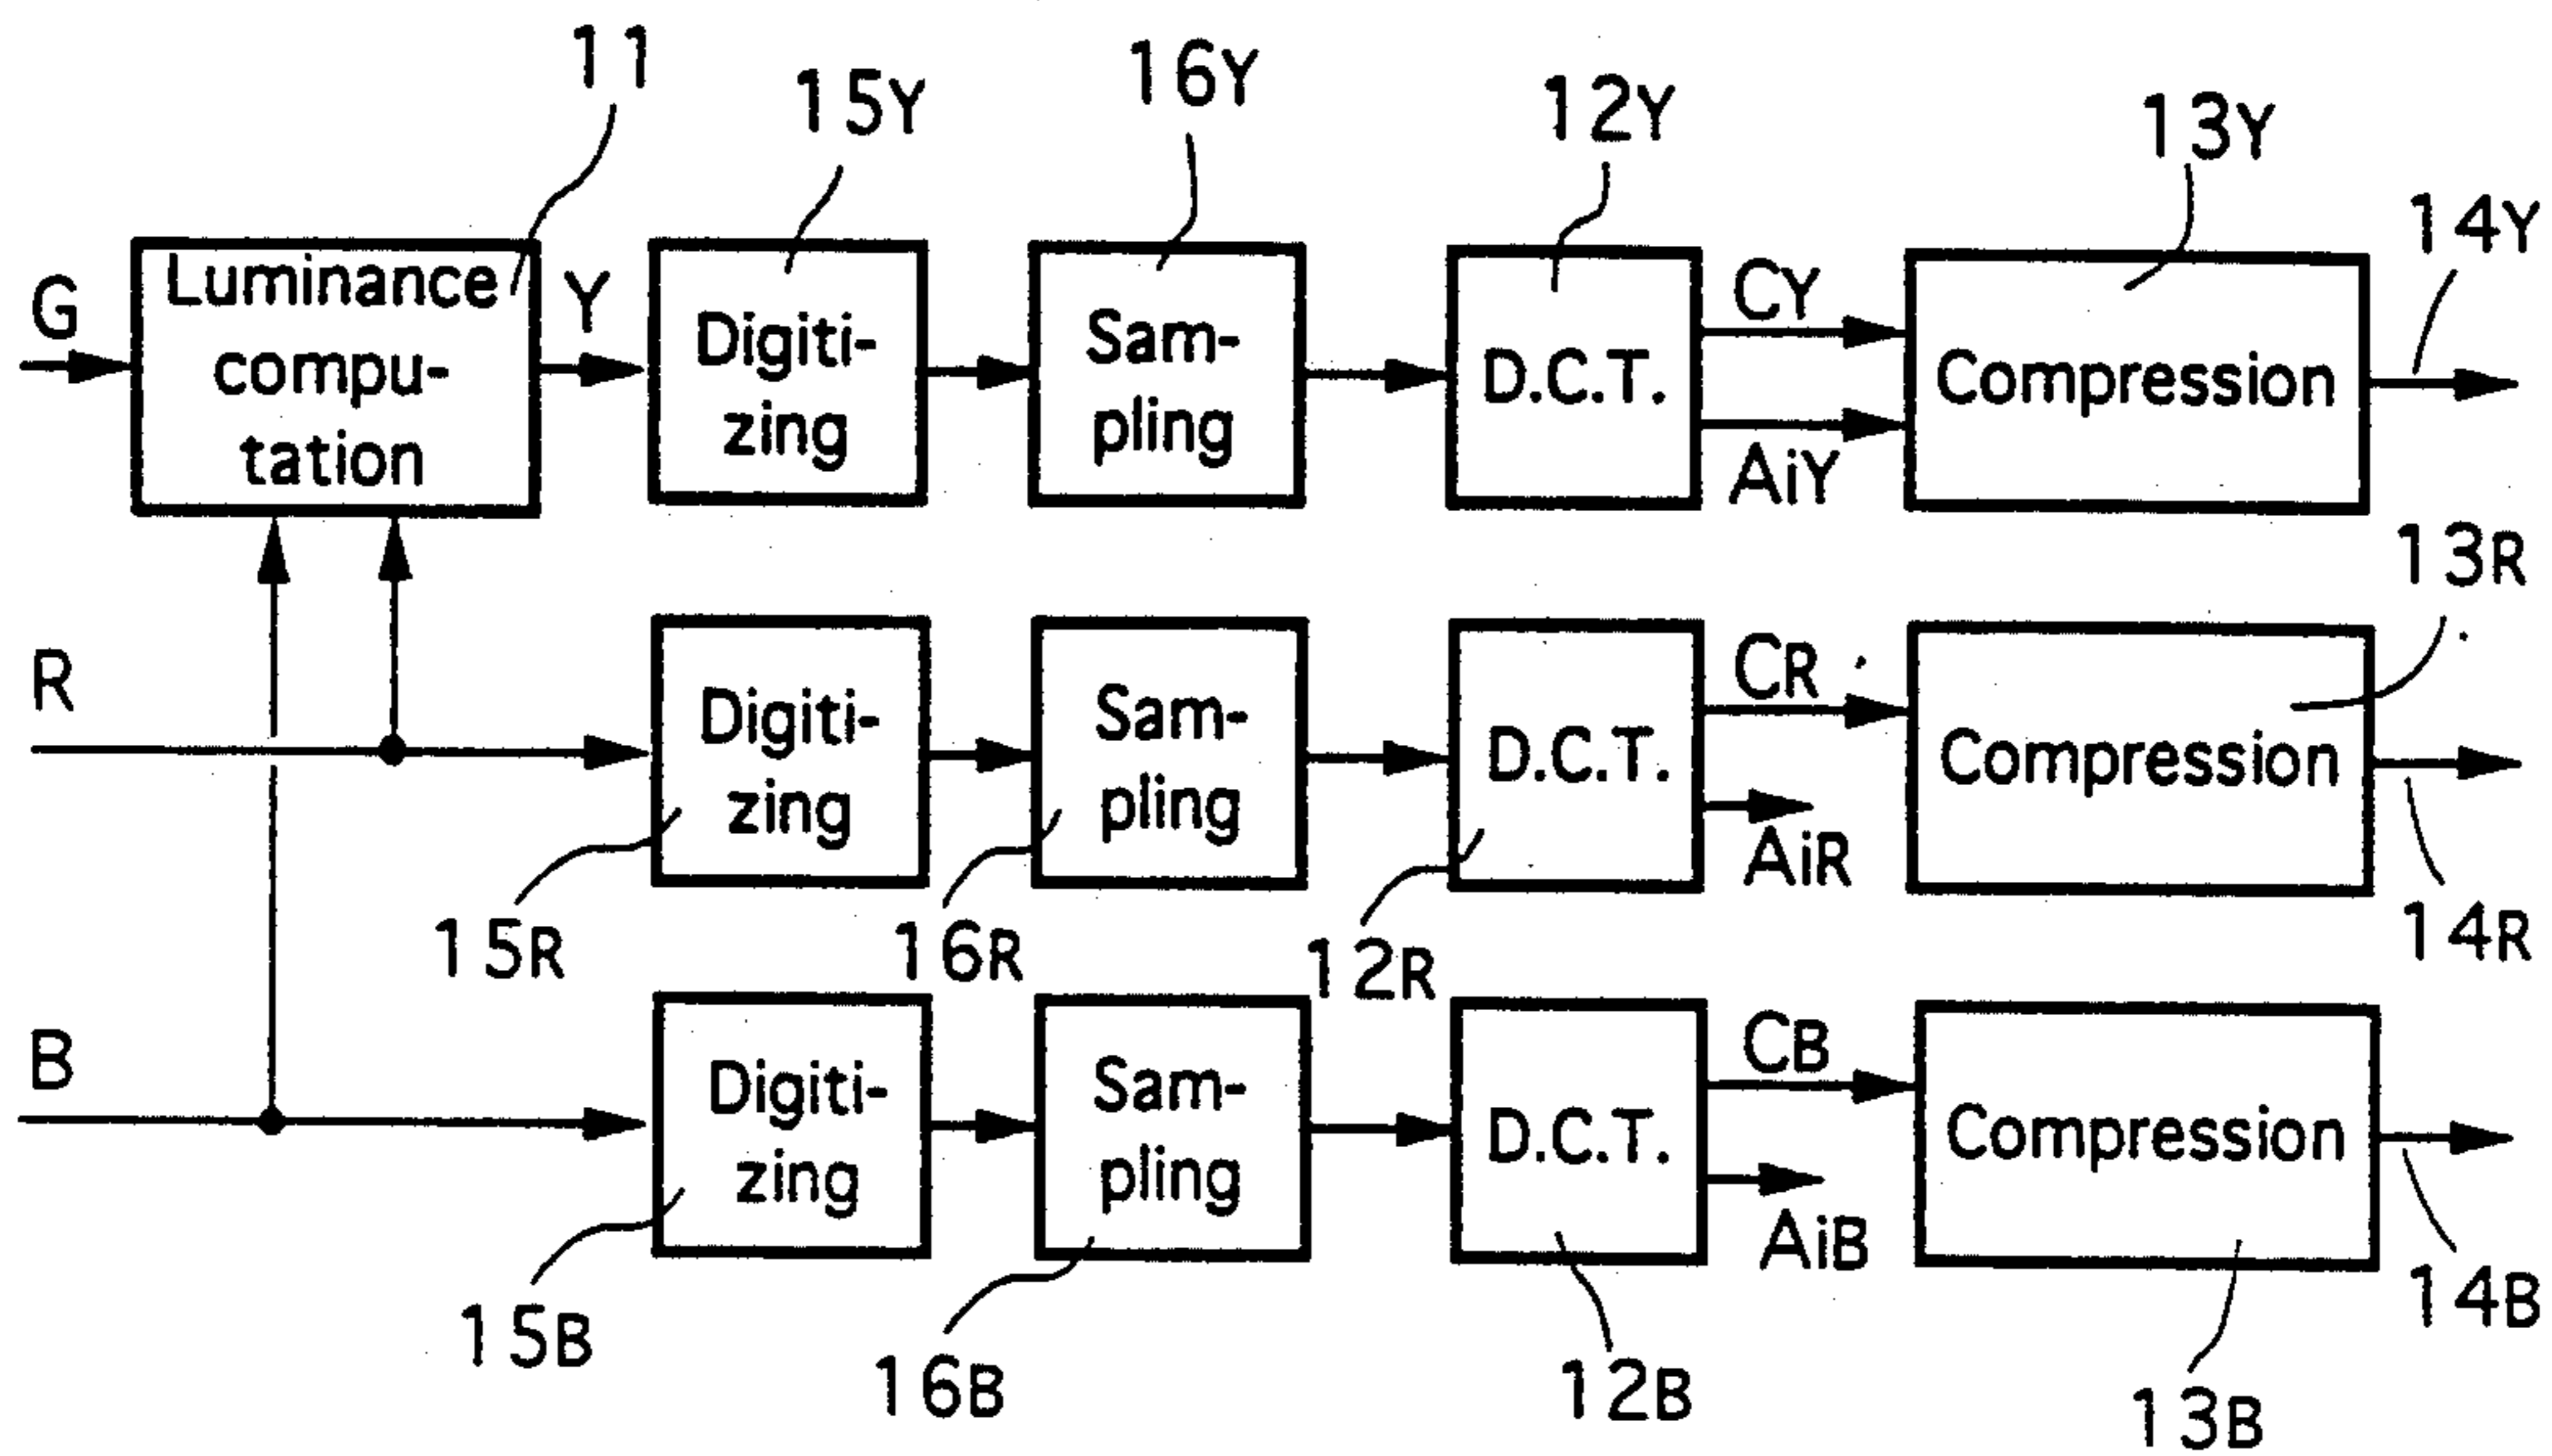 11
15Y
16Y
12Y
13Y
14Y
G
Luminance
compu-
tation
Y
Digiti-
zing
Sam-
pling
D.C.T.
CY
AiY
Compression
13R
R
Digiti-
zing
Sam-
pling
D.C.T.
CR
AiR
Compression
15R
16R
12R
14R
B
Digiti-
zing
Sam-
pling
D.C.T.
CB
AiB
Compression
15B
16B
12B
13B
14B